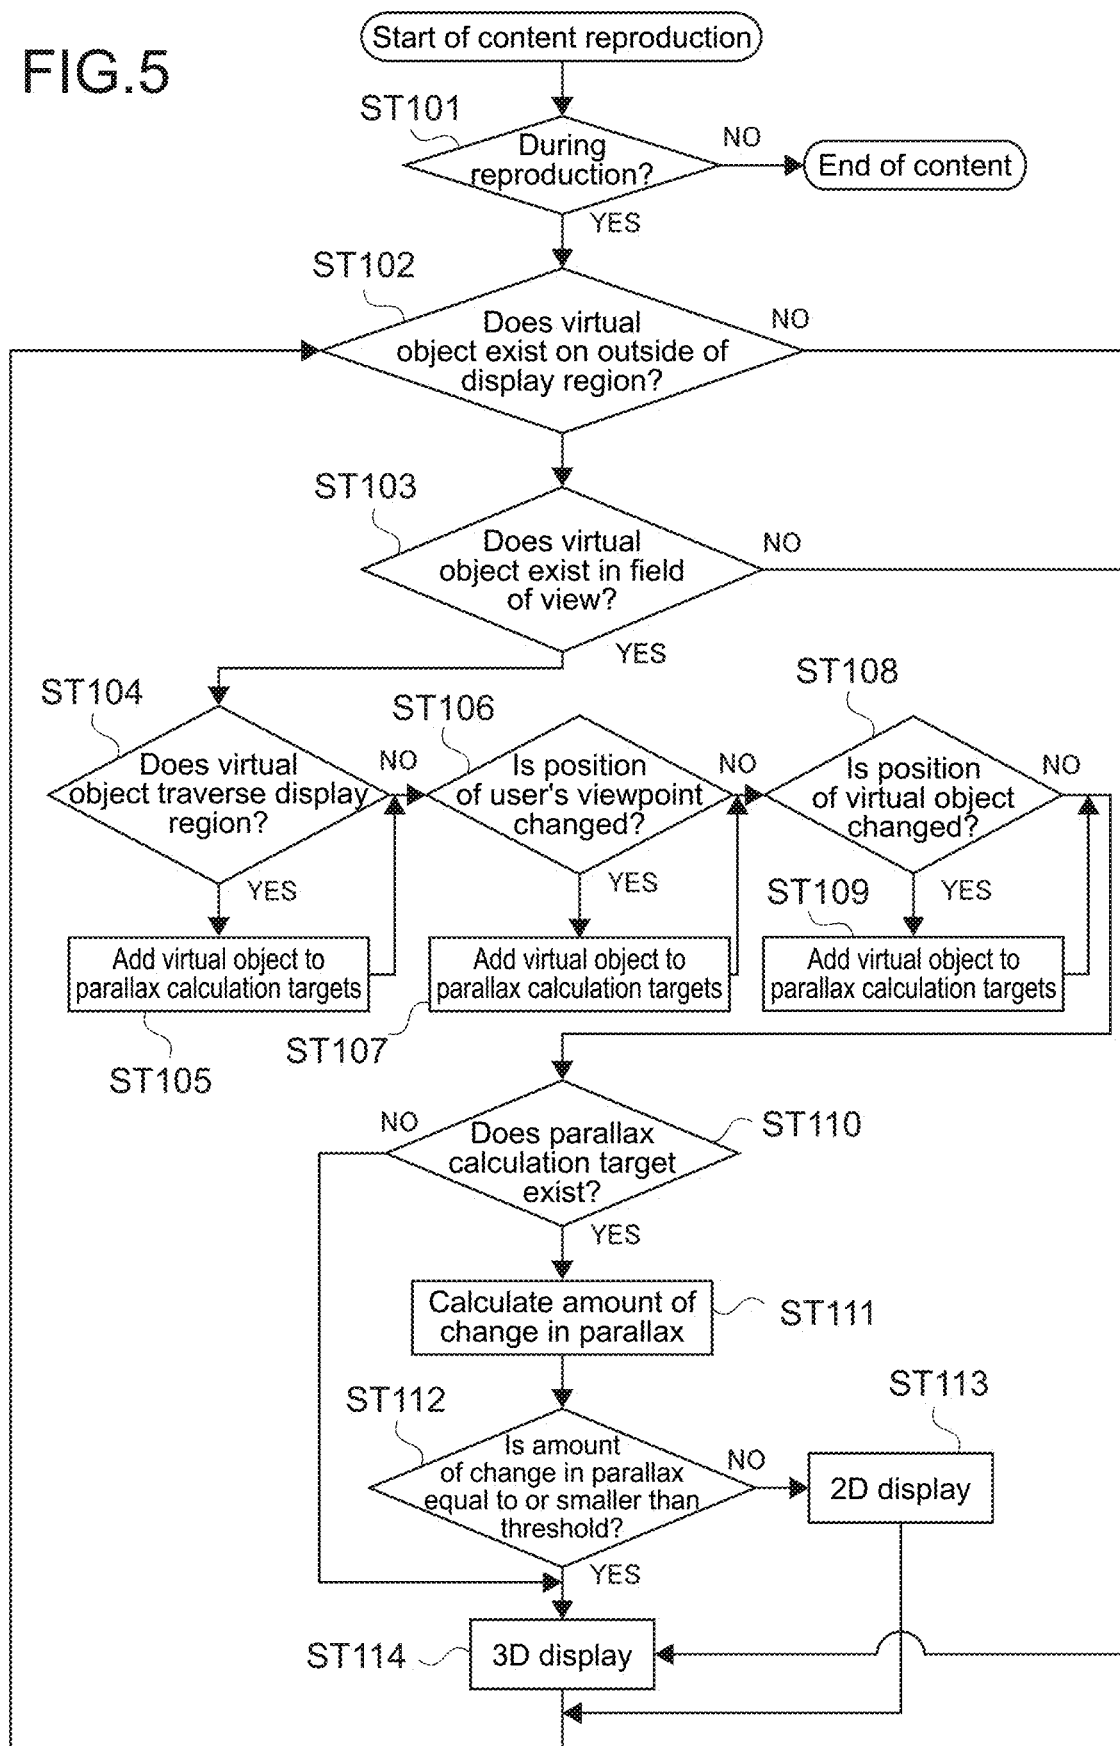 FIG.5
Start of content reproduction
ST101
During
reproduction?
NO
End of content
YES
ST102
Does virtual
object exist on outside of
display region?
NO
ST103
Does virtual
object exist in field
of view?
NO
YES
ST104
Does virtual
object traverse display
region?
NO
YES
Add virtual object to
parallax calculation targets
ST105
ST106
Is position
of user's viewpoint
changed?
NO
YES
Add virtual object to
parallax calculation targets
ST107
ST108
Is position
of virtual object
changed?
NO
YES
ST109
Add virtual object to
parallax calculation targets
NO
Does parallax
calculation target
exist?
ST110
YES
Calculate amount of
change in parallax
ST111
ST112
Is amount
of change in parallax
equal to or smaller than
threshold?
NO
ST113
2D display
YES
ST114
3D display